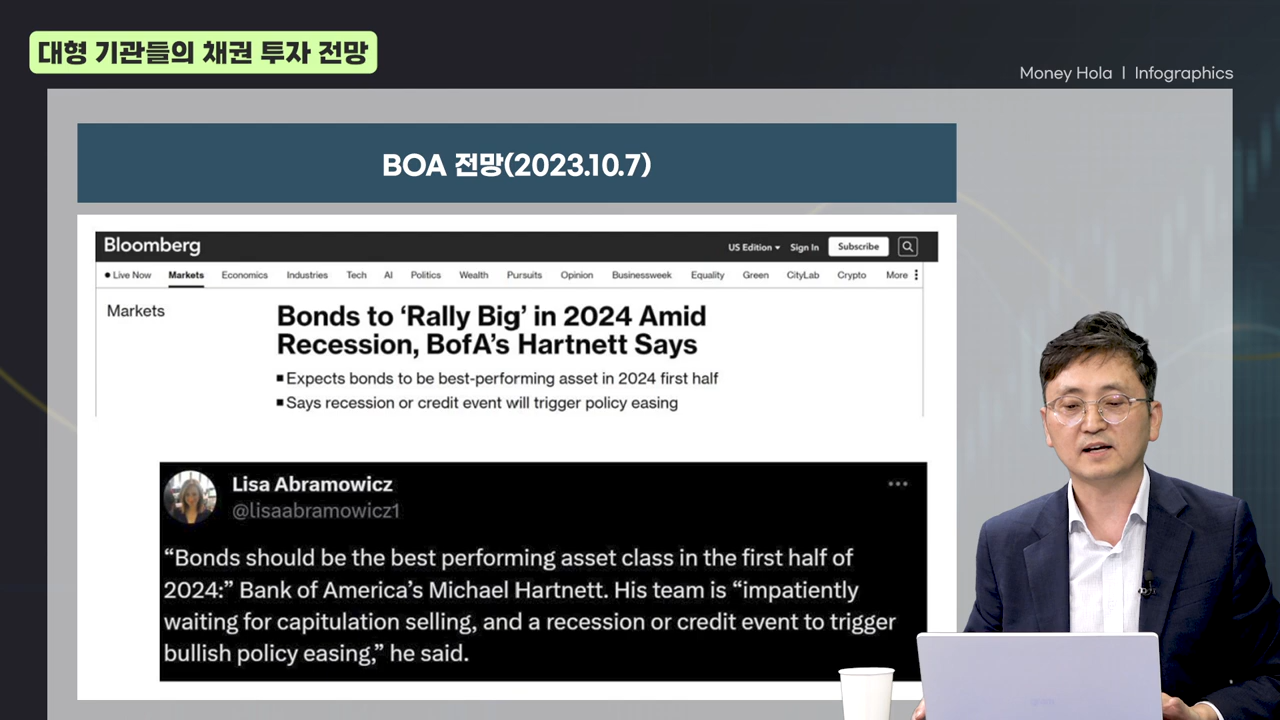 대형 기관들의 채권 투자 전망
Money Hola | Infographics
BOA 전망(2023.10.7)
Bloomberg
US Edition Sign In Subscribe
Live Now Markets Economics Industries Tech AI Politics Wealth Pursuits Opinion Businessweek Equality Green CityLab Crypto More
Markets
Bonds to ‘Rally Big’ in 2024 Amid
Recession, BofA’s Hartnett Says
■ Expects bonds to be best-performing asset in 2024 first half
■ Says recession or credit event will trigger policy easing
Lisa Abramowicz
@lisaabramowicz1
“Bonds should be the best performing asset class in the first half of
2024:” Bank of America’s Michael Hartnett. His team is “impatiently
waiting for capitulation selling, and a recession or credit event to trigger
bullish policy easing,” he said.